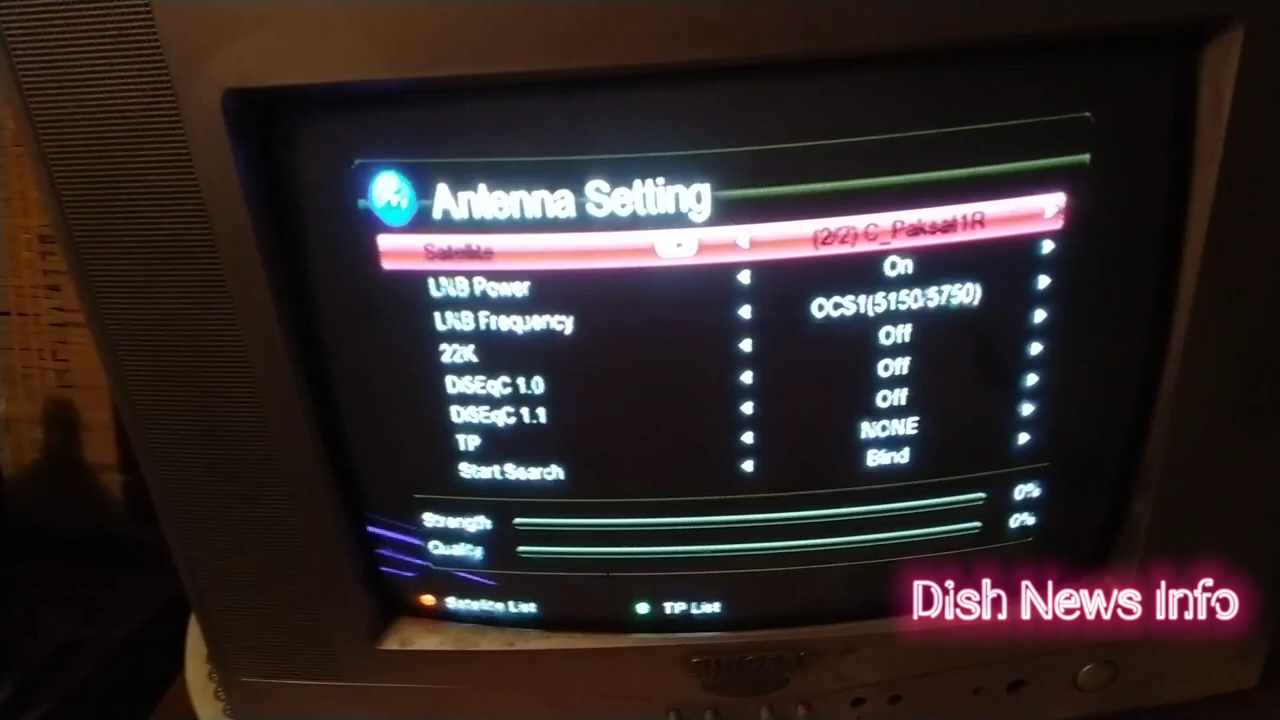 Antenna Setting
Satellite (2/2) C_Paksat1R
LNB Power On
LNB Frequency OCS1(5150/5750)
22K Off
DiSEqC 1.0 Off
DiSEqC 1.1 Off
TP NONE
Start Search Blind
Strength 0%
Quality 0%
Satellite List TP List
Dish News Info